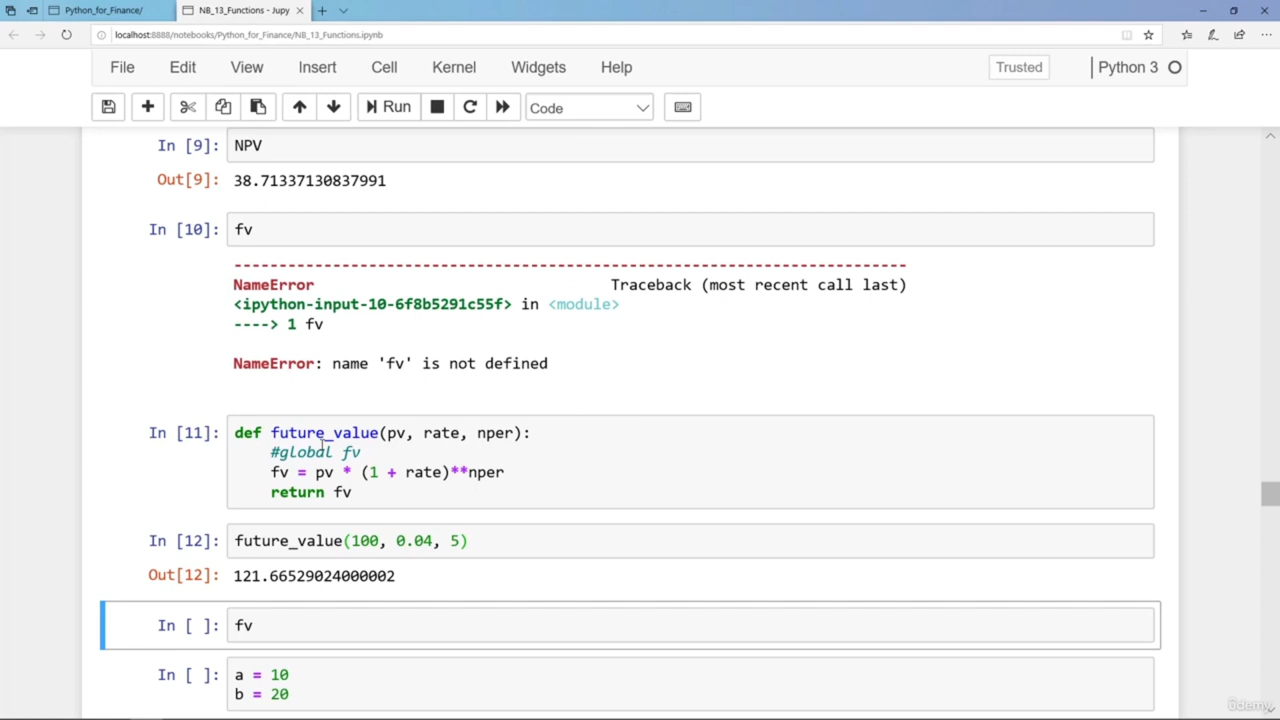 Python_for_Finance/
NB_13_Functions - Jupy
localhost:8888/notebooks/Python_for_Finance/NB_13_Functions.ipynb
File Edit View Insert Cell Kernel Widgets Help Trusted Python 3
Run Code
In [9]: NPV
Out[9]: 38.71337130837991
In [10]: fv
---------------------------------------------------------------------------
NameError Traceback (most recent call last)
<ipython-input-10-6f8b5291c55f> in <module>
----> 1 fv
NameError: name 'fv' is not defined
In [11]: def future_value(pv, rate, nper):
#global fv
fv = pv * (1 + rate)**nper
return fv
In [12]: future_value(100, 0.04, 5)
Out[12]: 121.66529024000002
In [ ]: fv
In [ ]: a = 10
b = 20
ûdemy